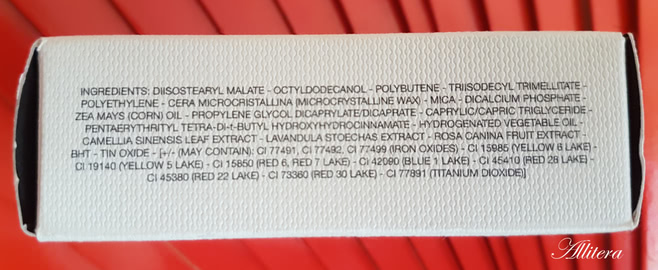 INGREDIENTS: DIISOSTEARYL MALATE - OCTYLDODECANOL - POLYBUTENE - TRIISODECYL TRIMELLITATE -
POLYETHYLENE - CERA MICROCRISTALLINA (MICROCRYSTALLINE WAX) - MICA - DICALCIUM PHOSPHATE -
ZEA MAYS (CORN) OIL - PROPYLENE GLYCOL DICAPRYLATE/DICAPRATE - CAPRYLIC/CAPRIC TRIGLYCERIDE -
PENTAERYTHRITYL TETRA-DI-t-BUTYL HYDROXYHYDROCINNAMATE - HYDROGENATED VEGETABLE OIL -
CAMELLIA SINENSIS LEAF EXTRACT - LAVANDULA STOECHAS EXTRACT - ROSA CANINA FRUIT EXTRACT -
BHT - TIN OXIDE - [+/- (MAY CONTAIN): CI 77491, CI 77492, CI 77499 (IRON OXIDES) - CI 15985 (YELLOW 6 LAKE) -
CI 19140 (YELLOW 5 LAKE) - CI 15850 (RED 6, RED 7 LAKE) - CI 42090 (BLUE 1 LAKE) - CI 45410 (RED 28 LAKE) -
CI 45380 (RED 22 LAKE) - CI 73360 (RED 30 LAKE) - CI 77891 (TITANIUM DIOXIDE)]
Allitera